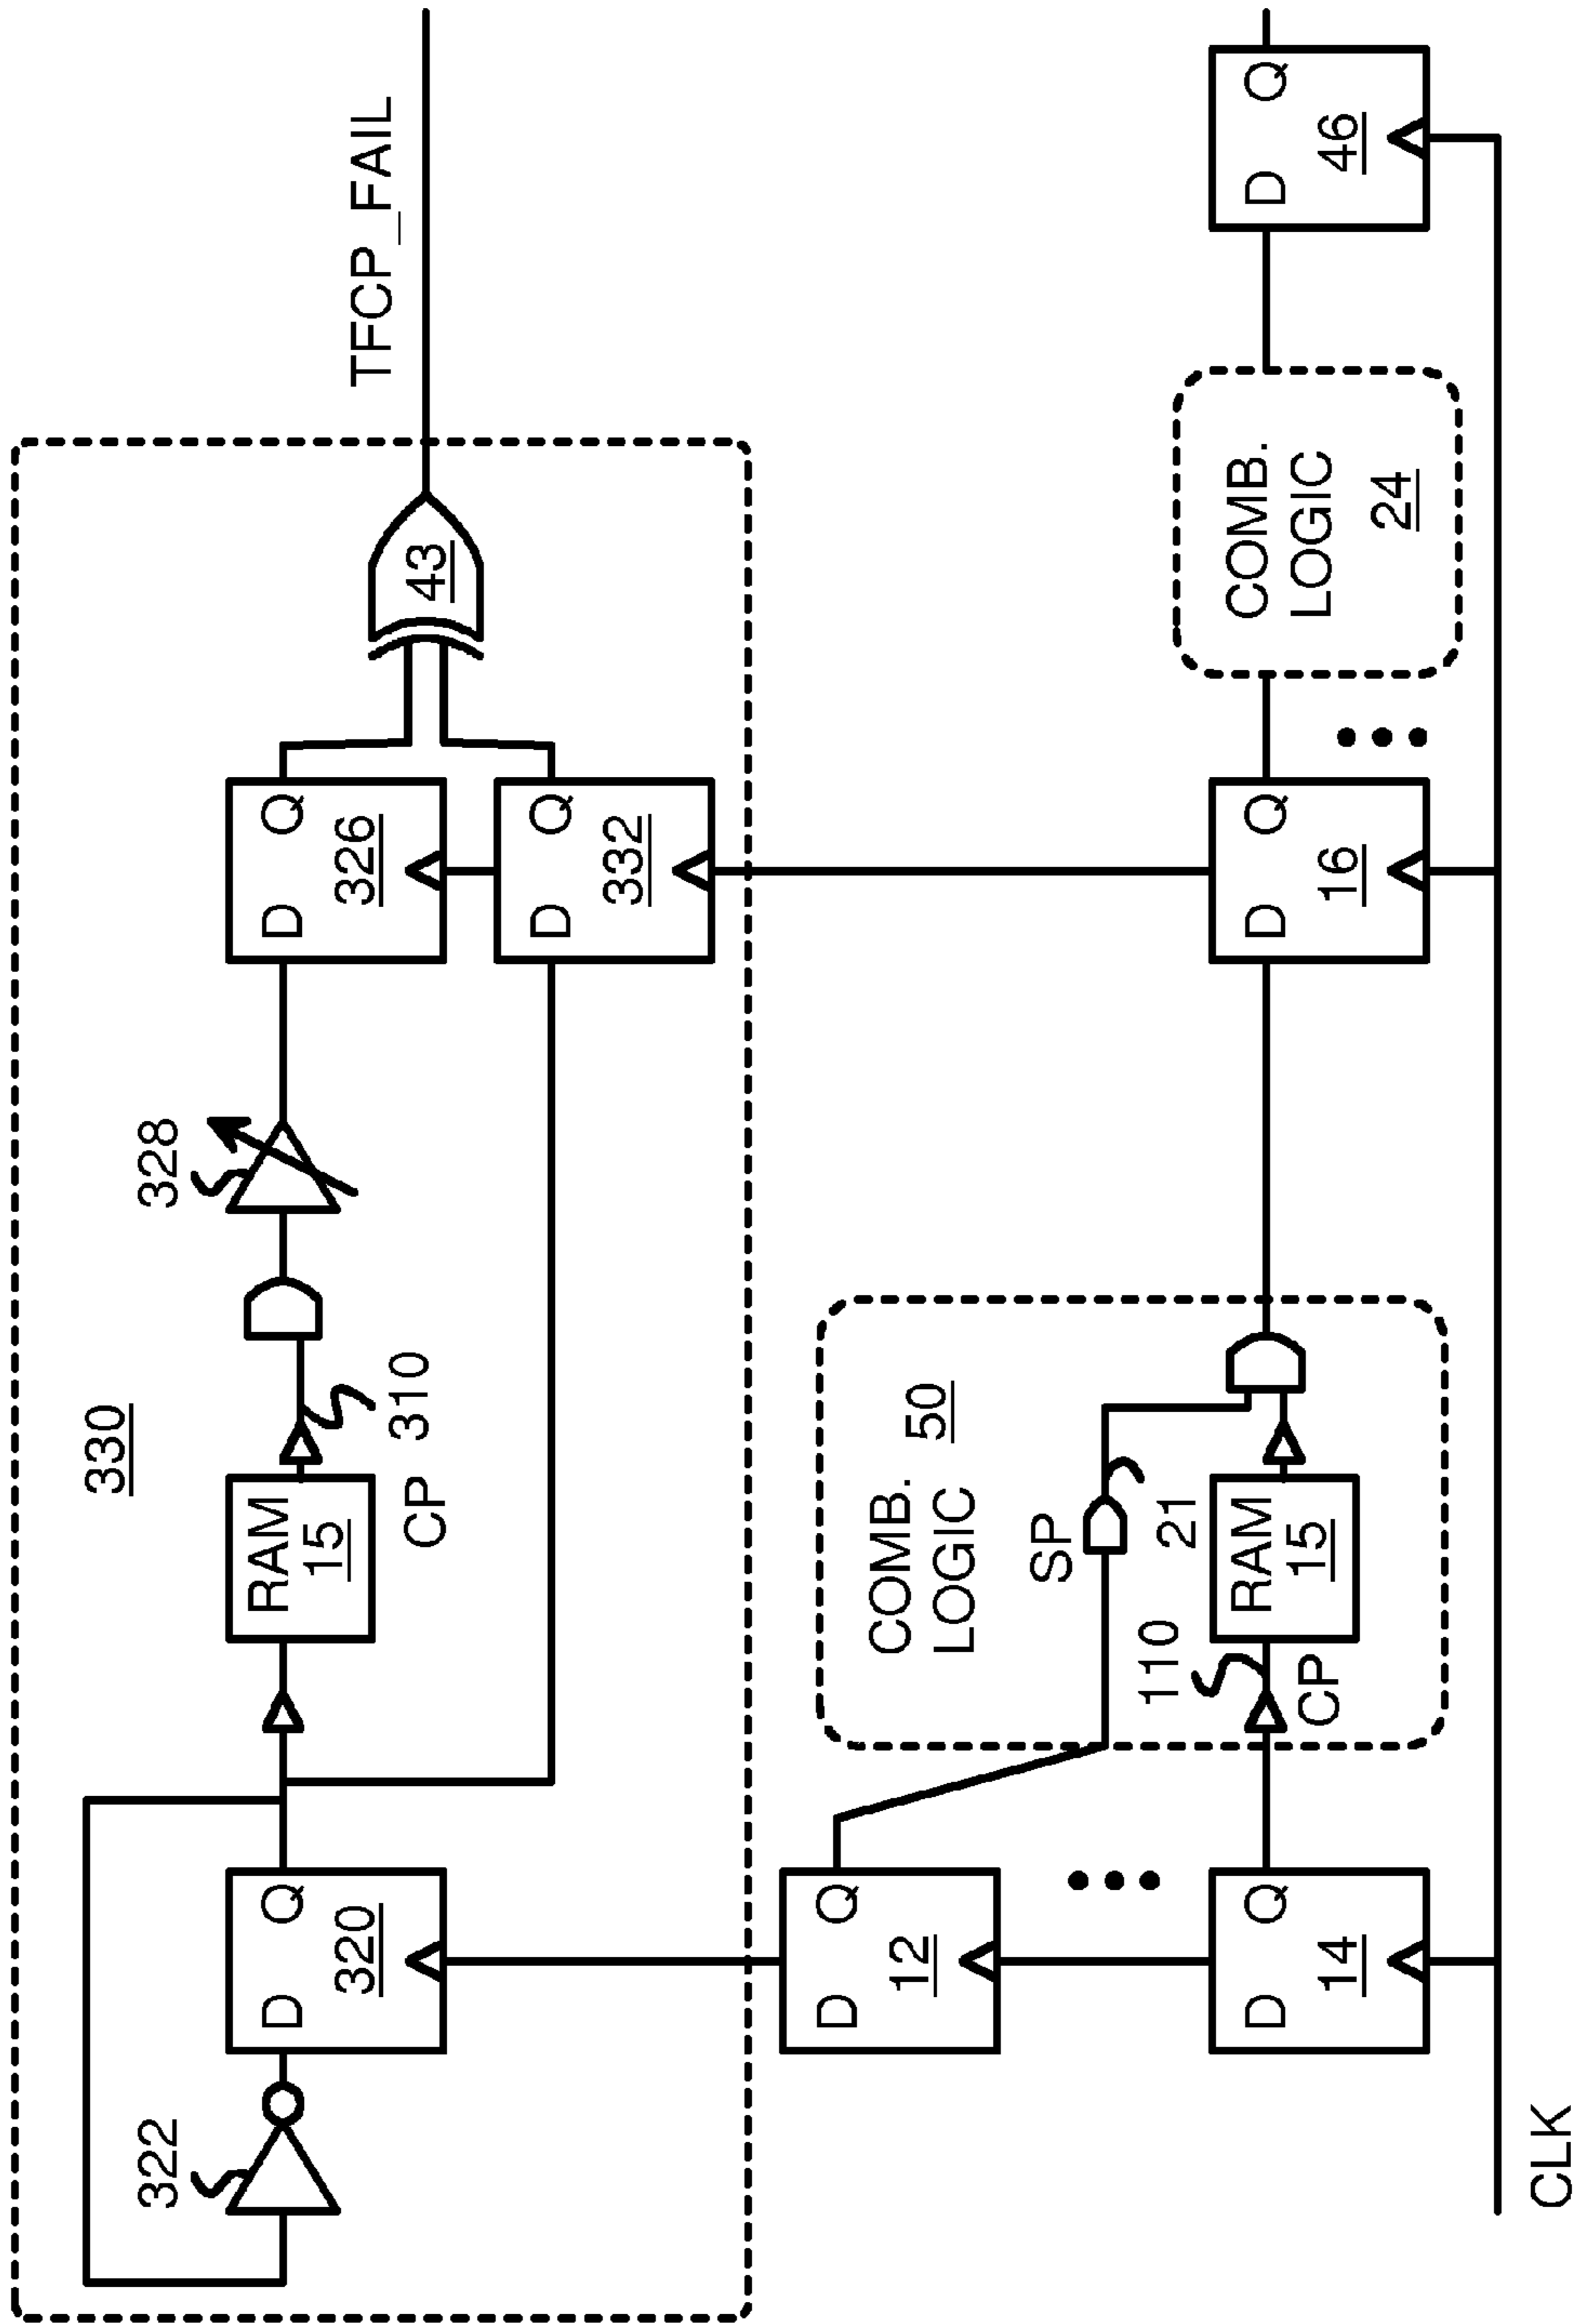 330
322
D Q
320
RAM
15
CP
310
328
D Q
326
D Q
332
43
TFCP_FAIL
D Q
12
D Q
14
COMB.
LOGIC 50
SP
21
110
CP
RAM
15
D Q
16
COMB.
LOGIC
24
D Q
46
CLK